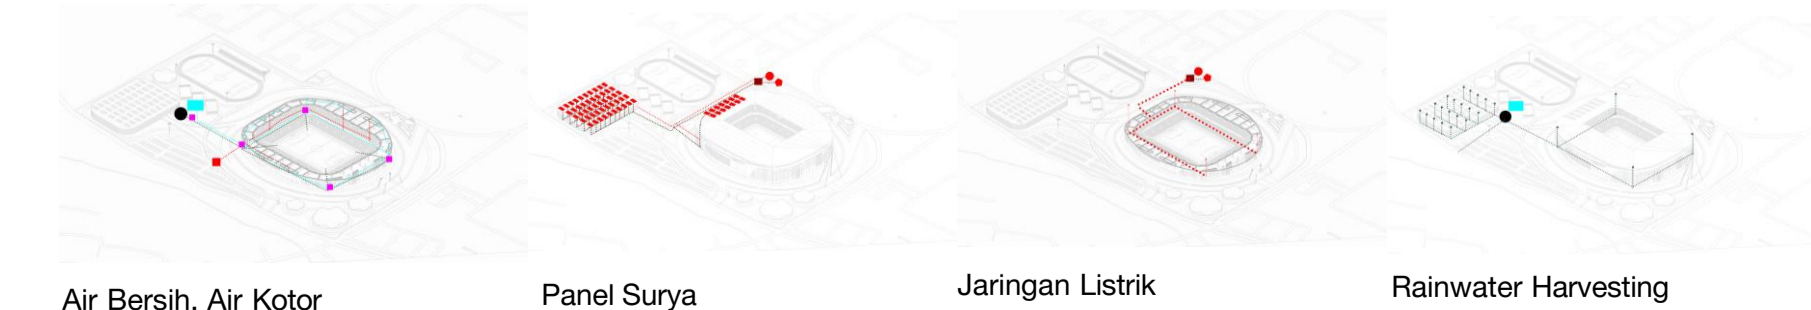 Air Bersih. Air Kotor
Panel Surya
Jaringan Listrik
Rainwater Harvesting